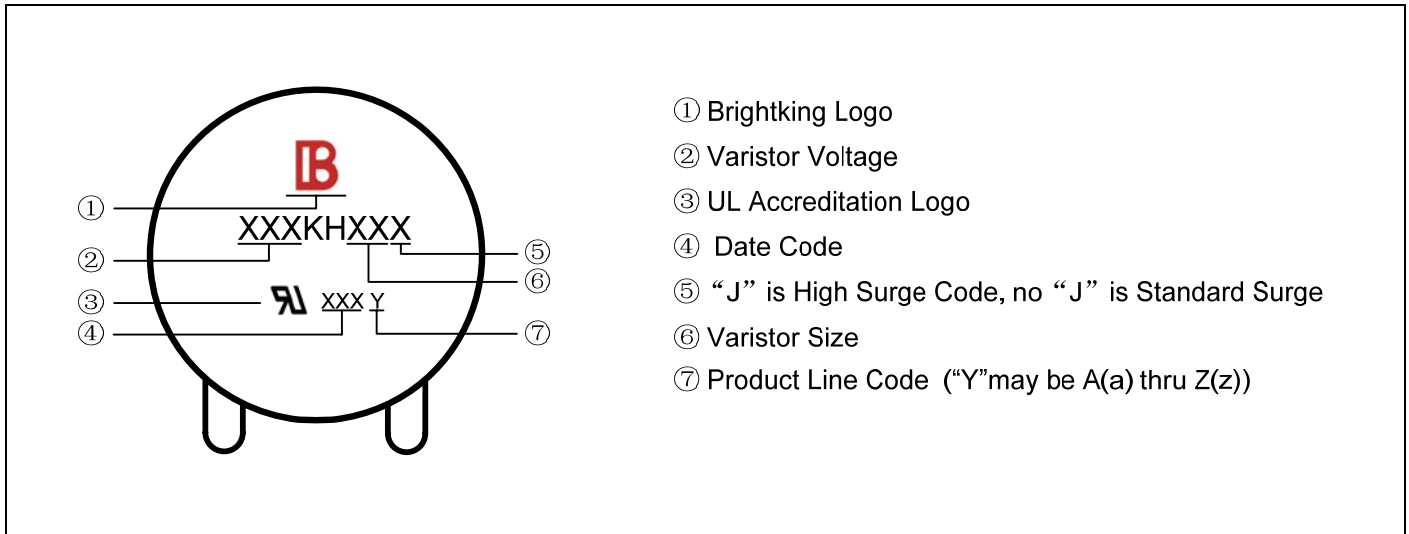 B
①
XXXKHXXX
②
⑤
⑥
③
RU XXX Y
④
⑦
① Brightking Logo
② Varistor Voltage
③ UL Accreditation Logo
④ Date Code
⑤ “J” is High Surge Code, no “J” is Standard Surge
⑥ Varistor Size
⑦ Product Line Code (“Y”may be A(a) thru Z(z))